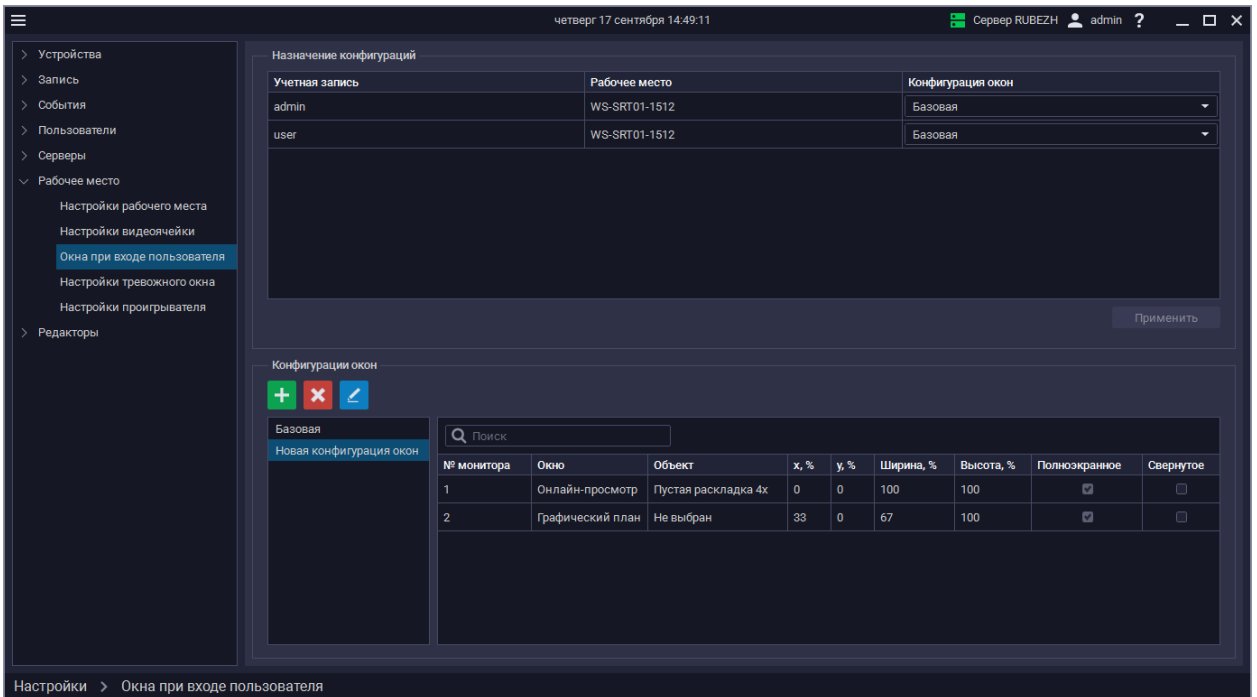 четверг 17 сентября 14:49:11
Сервер RUBEZH admin ?
Устройства
Запись
События
Пользователи
Серверы
Рабочее место
Настройки рабочего места
Настройки видеоячейки
Окна при входе пользователя
Настройки тревожного окна
Настройки проигрывателя
Редакторы
Назначение конфигураций
Учетная запись Рабочее место Конфигурация окон
admin WS-SRT01-1512 Базовая
user WS-SRT01-1512 Базовая
Применить
Конфигурации окон
Базовая
Новая конфигурация окон
Поиск
№ монитора Окно Объект x, % y, % Ширина, % Высота, % Полноэкранное Свернутое
1 Онлайн-просмотр Пустая раскладка 4x 0 0 100 100
2 Графический план Не выбран 33 0 67 100
Настройки > Окна при входе пользователя